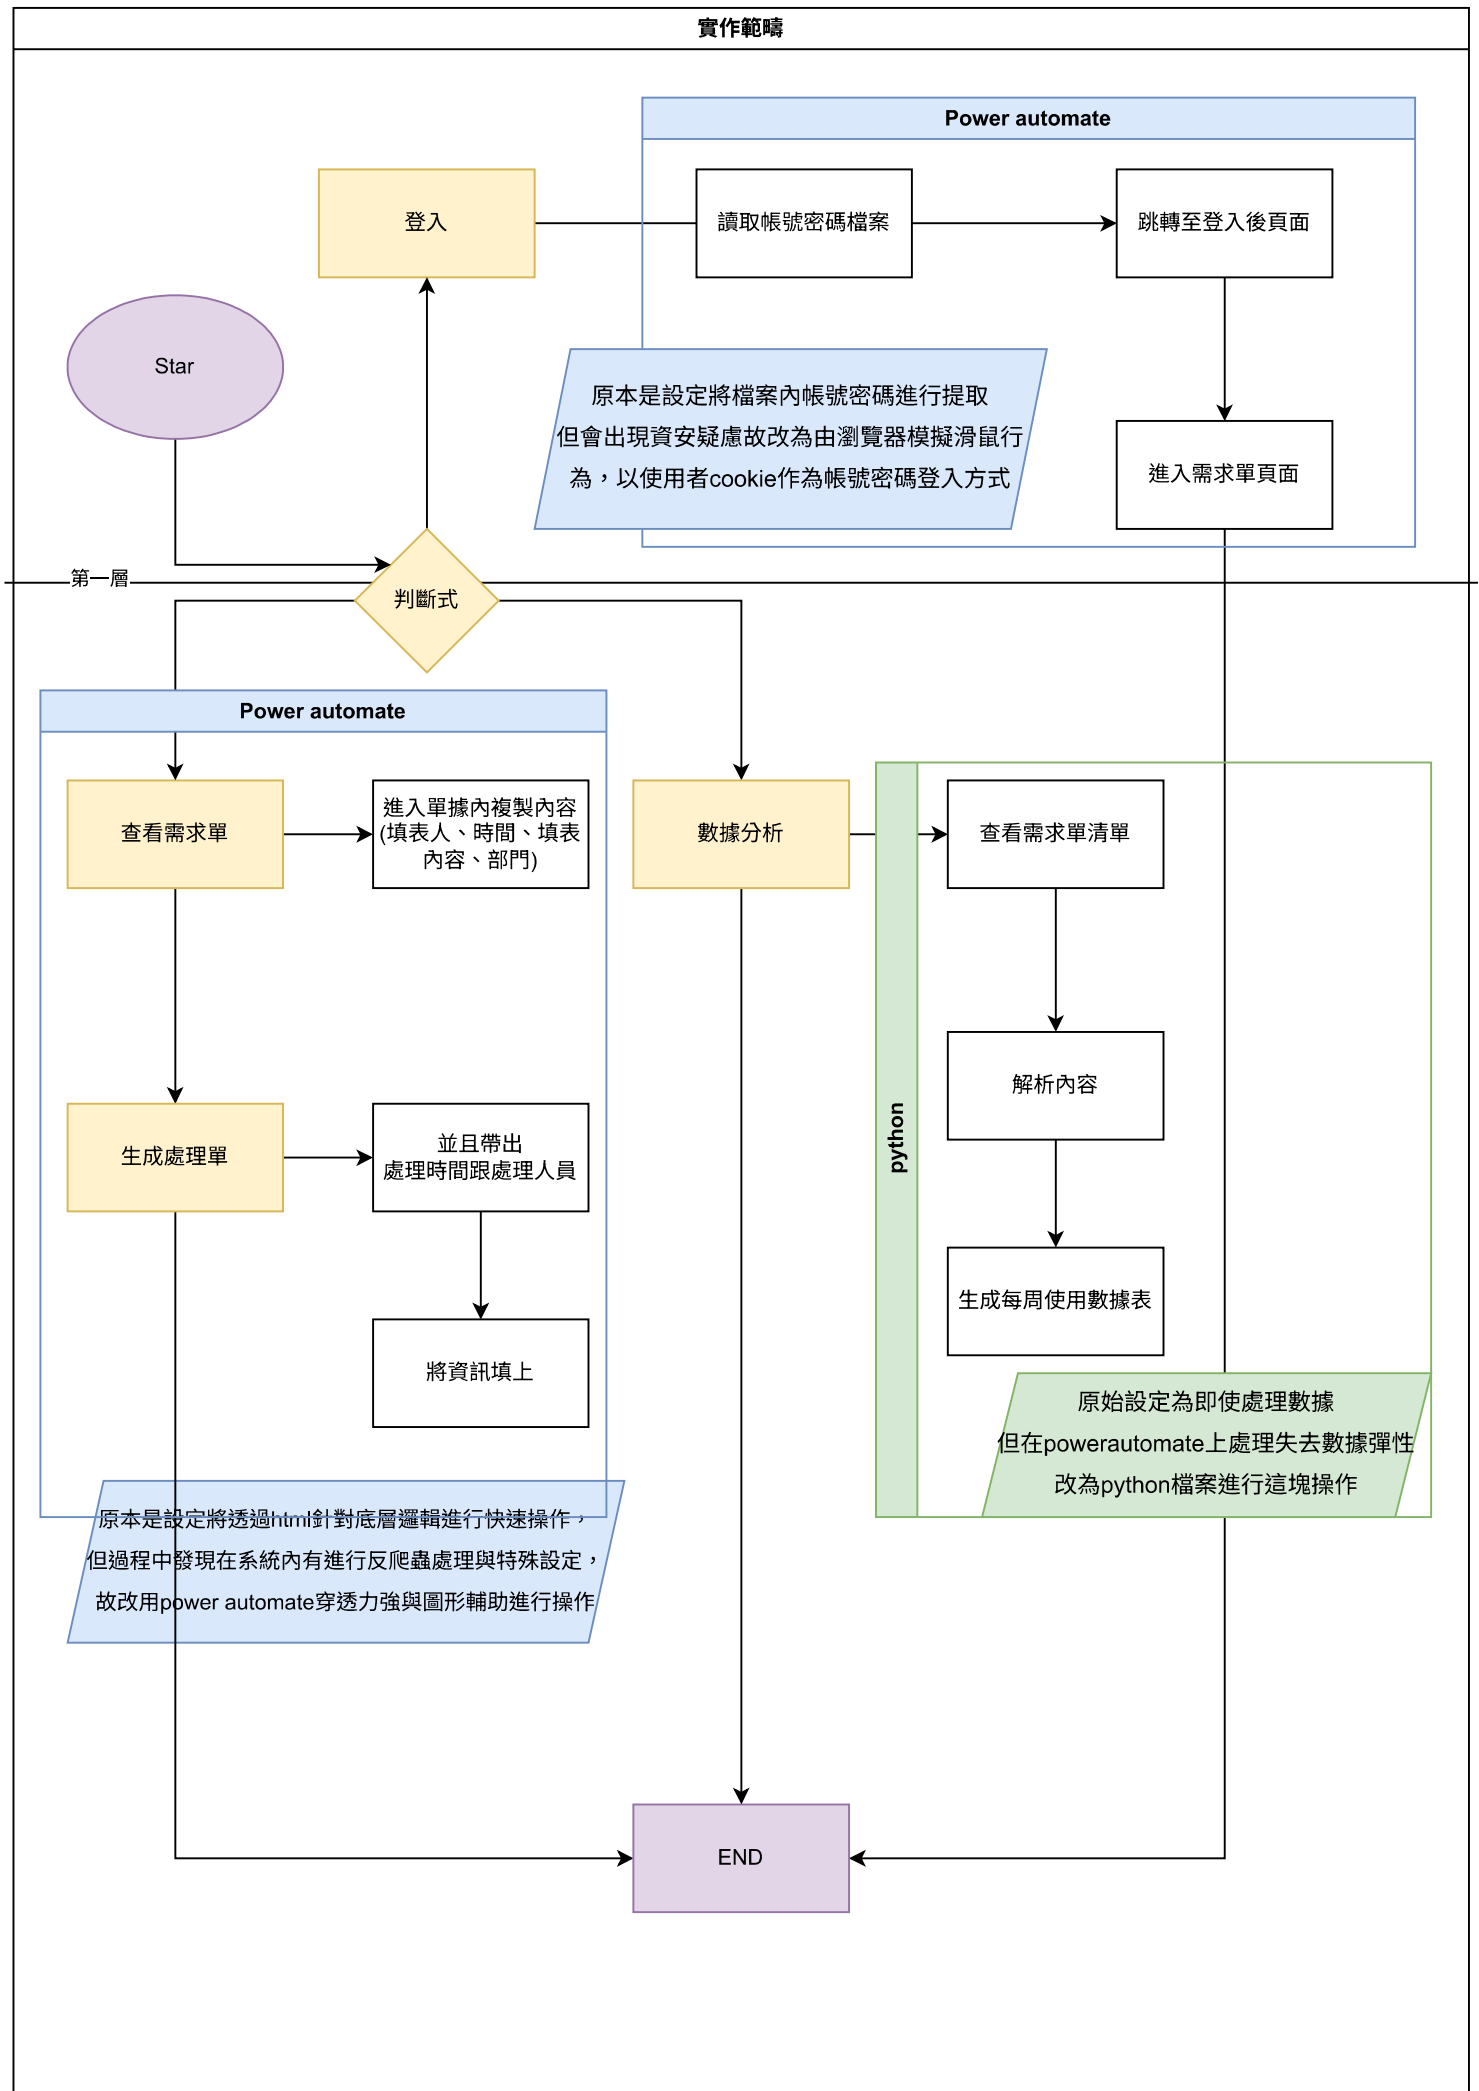 實作範疇
Power automate
登入
讀取帳號密碼檔案
跳轉至登入後頁面
Star
原本是設定將檔案內帳號密碼進行提取
但會出現資安疑慮故改為由瀏覽器模擬滑鼠行
為，以使用者cookie作為帳號密碼登入方式
進入需求單頁面
第一層
判斷式
Power automate
查看需求單
進入單據內複製內容
(填表人、時間、填表
內容、部門)
數據分析
查看需求單清單
python
解析內容
生成處理單
並且帶出
處理時間跟處理人員
生成每周使用數據表
將資訊填上
原始設定為即使處理數據
但在powerautomate上處理失去數據彈性
改為python檔案進行這塊操作
原本是設定將透過html針對底層邏輯進行快速操作，
但過程中發現在系統內有進行反爬蟲處理與特殊設定，
故改用power automate穿透力強與圖形輔助進行操作
END